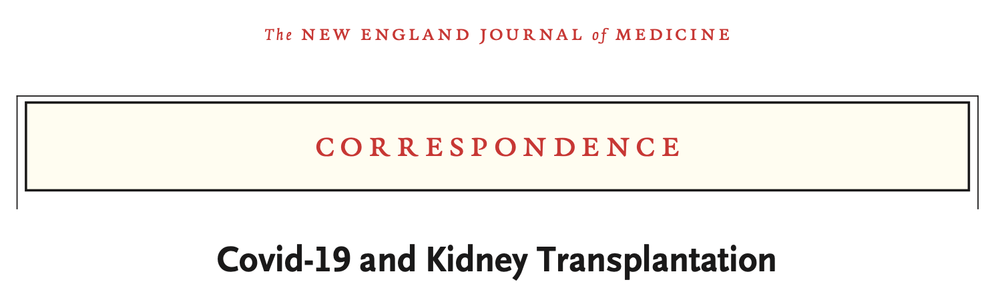 The NEW ENGLAND JOURNAL of MEDICINE
CORRESPONDENCE
Covid-19 and Kidney Transplantation